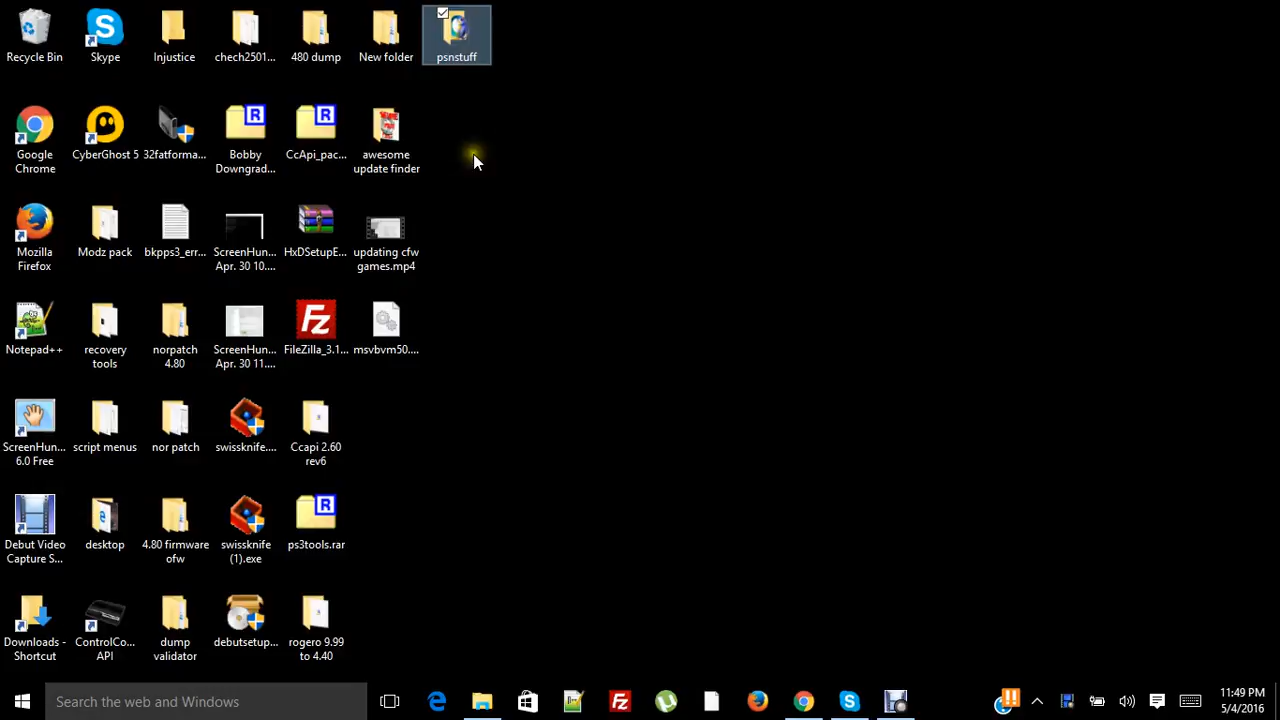 Recycle Bin
Skype
Injustice
chech2501...
480 dump
New folder
psnstuff
Google
Chrome
CyberGhost 5
32fatforma...
Bobby
Downgrad...
CcApi_pac...
awesome
update finder
Mozilla
Firefox
Modz pack
bkpps3_err...
ScreenHun...
Apr. 30 10....
HxDSetupE...
updating cfw
games.mp4
Notepad++
recovery
tools
norpatch
4.80
ScreenHun...
Apr. 30 11....
FileZilla_3.1...
msvbvm50....
ScreenHun...
6.0 Free
script menus
nor patch
swissknife....
Ccapi 2.60
rev6
Debut Video
Capture S...
desktop
4.80 firmware
ofw
swissknife
(1).exe
ps3tools.rar
Downloads -
Shortcut
ControlCo...
API
dump
validator
debutsetup...
rogero 9.99
to 4.40
Search the web and Windows
11:49 PM
5/4/2016